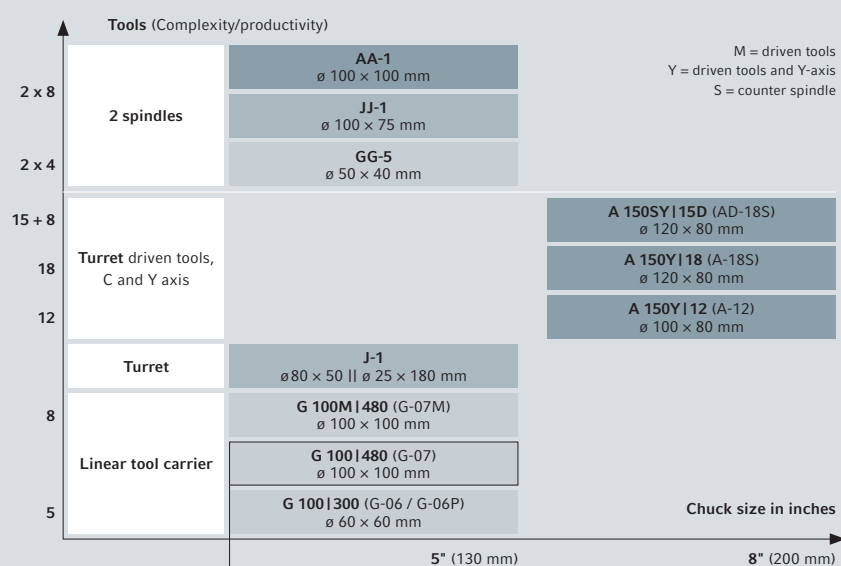 Tools (Complexity/productivity)
M = driven tools
Y = driven tools and Y-axis
S = counter spindle
2 x 8
2 x 4
2 spindles
AA-1
ø 100 × 100 mm
JJ-1
ø 100 × 75 mm
GG-5
ø 50 × 40 mm
15 + 8
18
12
Turret driven tools,
C and Y axis
A 150SY|15D (AD-18S)
ø 120 × 80 mm
A 150Y|18 (A-18S)
ø 120 × 80 mm
A 150Y|12 (A-12)
ø 100 × 80 mm
Turret
J-1
ø80 × 50 || ø 25 × 180 mm
8
5
Linear tool carrier
G 100M|480 (G-07M)
ø 100 × 100 mm
G 100|480 (G-07)
ø 100 × 100 mm
G 100|300 (G-06 / G-06P)
ø 60 × 60 mm
Chuck size in inches
5" (130 mm)
8" (200 mm)